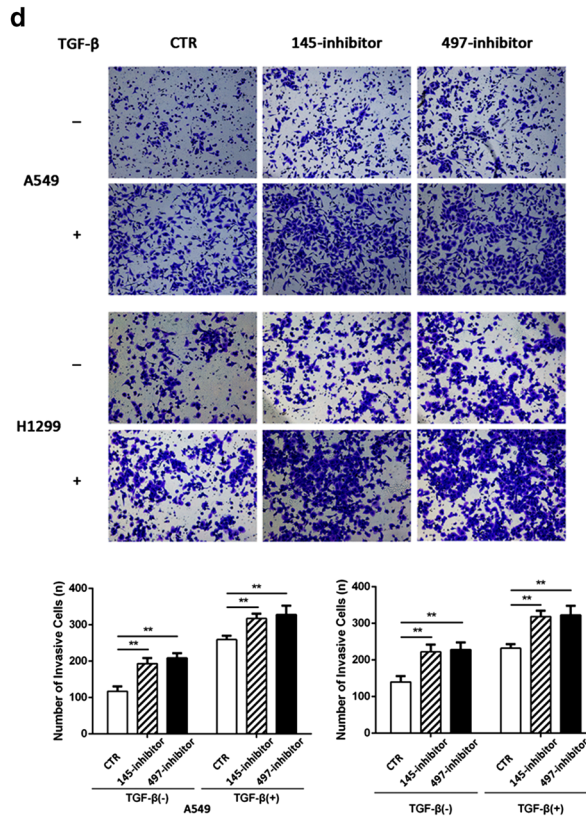 d
TGF-β CTR 145-inhibitor 497-inhibitor
–
A549
+
–
H1299
+
Number of Invasive Cells (n)
400
300
200
100
0
**
**
**
**
CTR
145-inhibitor
497-inhibitor
CTR
145-inhibitor
497-inhibitor
TGF-β(-) TGF-β(+)
A549
Number of Invasive Cells (n)
400
300
200
100
0
**
**
**
**
CTR
145-inhibitor
497-inhibitor
CTR
145-inhibitor
497-inhibitor
TGF-β(-) TGF-β(+)